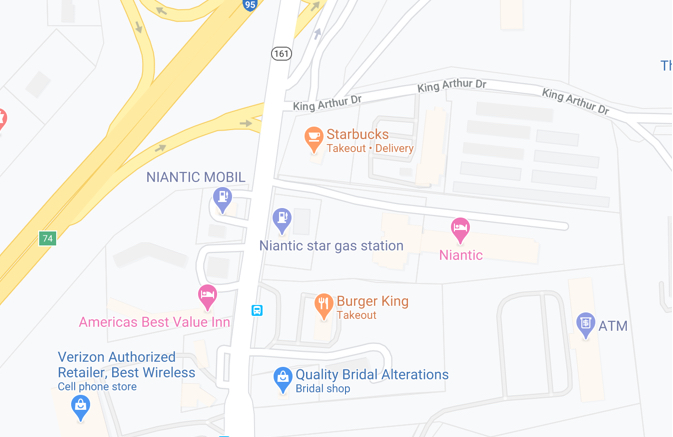 95
161
King Arthur Dr
King Arthur Dr
King Arthur Dr
Th
Starbucks
Takeout • Delivery
NIANTIC MOBIL
74
Niantic star gas station
Niantic
Americas Best Value Inn
Burger King
Takeout
ATM
Verizon Authorized
Retailer, Best Wireless
Cell phone store
Quality Bridal Alterations
Bridal shop